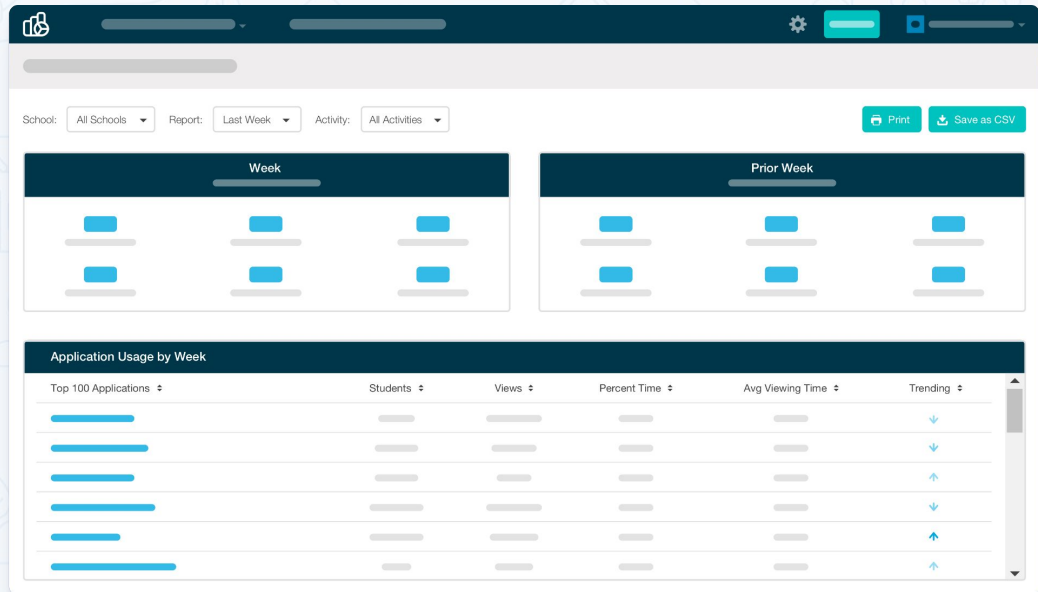 School: All Schools Report: Last Week Activity: All Activities Print Save as CSV
Week Prior Week
Application Usage by Week
Top 100 Applications Students Views Percent Time Avg Viewing Time Trending